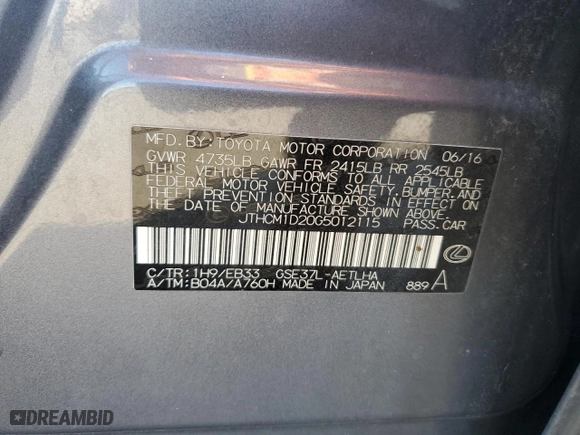 MFD. BY: TOYOTA MOTOR CORPORATION 06/16
GVWR 4735LB GAWR FR 2415LB RR 2545LB
THIS VEHICLE CONFORMS TO ALL APPLICABLE
FEDERAL MOTOR VEHICLE SAFETY, BUMPER, AND
THEFT PREVENTION STANDARDS IN EFFECT ON
THE DATE OF MANUFACTURE SHOWN ABOVE.
JTHCM1D20G5012115 PASS.CAR
C/TR: 1H9/EB33 GSE37L-AETLHA
A/TM: B04A/A760H MADE IN JAPAN 889 A
DREAMBID